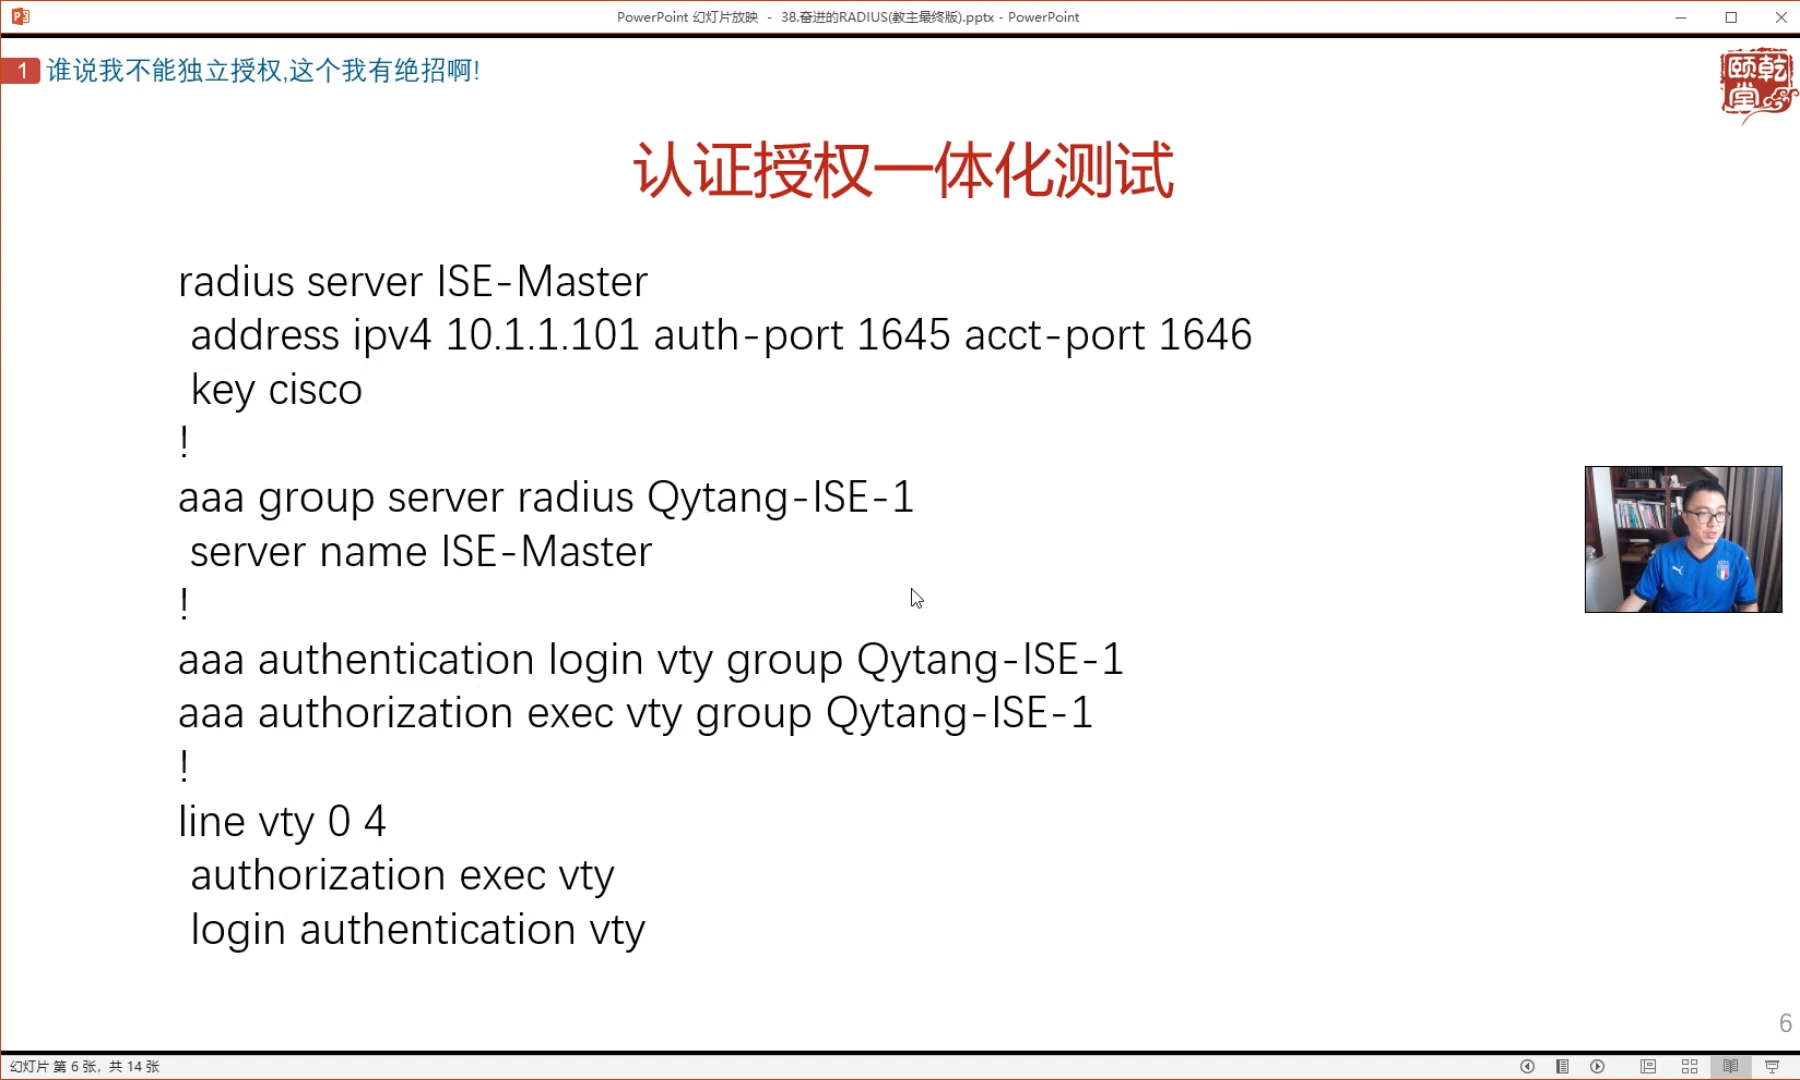 PowerPoint 幻灯片放映 - 38.奋进的RADIUS(教主最终版).pptx - PowerPoint
1 谁说我不能独立授权,这个我有绝招啊!
颐乾堂
认证授权一体化测试
radius server ISE-Master
address ipv4 10.1.1.101 auth-port 1645 acct-port 1646
key cisco
!
aaa group server radius Qytang-ISE-1
server name ISE-Master
!
aaa authentication login vty group Qytang-ISE-1
aaa authorization exec vty group Qytang-ISE-1
!
line vty 0 4
authorization exec vty
login authentication vty
6
幻灯片 第 6 张，共 14 张